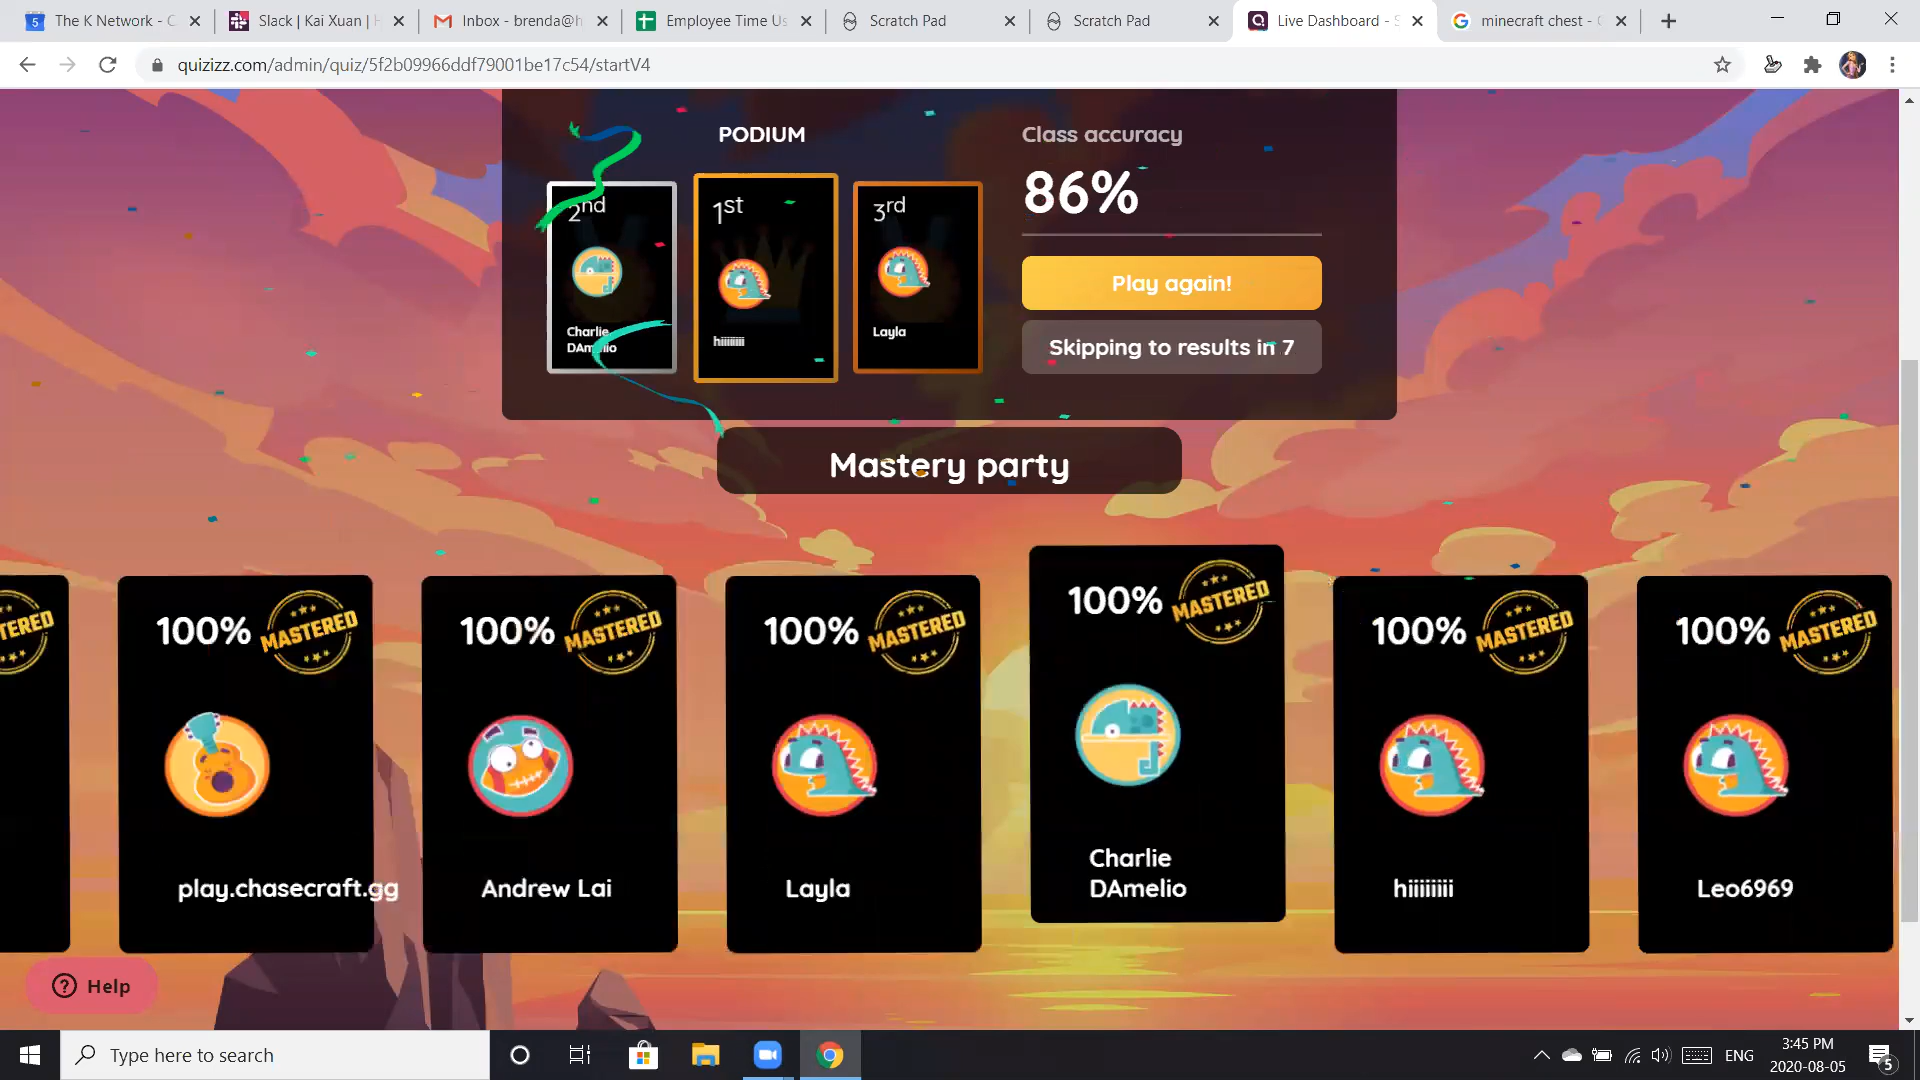 The K Network - C
Slack | Kai Xuan | H
Inbox - brenda@h
Employee Time Us
Scratch Pad
Scratch Pad
Live Dashboard - S
minecraft chest - G
quizizz.com/admin/quiz/5f2b09966ddf79001be17c54/startV4
PODIUM
Class accuracy
86%
2nd
1st
3rd
Charlie
DAmelio
hiiiiiiii
Layla
Play again!
Skipping to results in 7
Mastery party
TERED
100% MASTERED
100% MASTERED
100% MASTERED
100% MASTERED
100% MASTERED
100% MASTERED
play.chasecraft.gg
Andrew Lai
Layla
Charlie
DAmelio
hiiiiiiii
Leo6969
Help
Type here to search
ENG
3:45 PM
2020-08-05
5